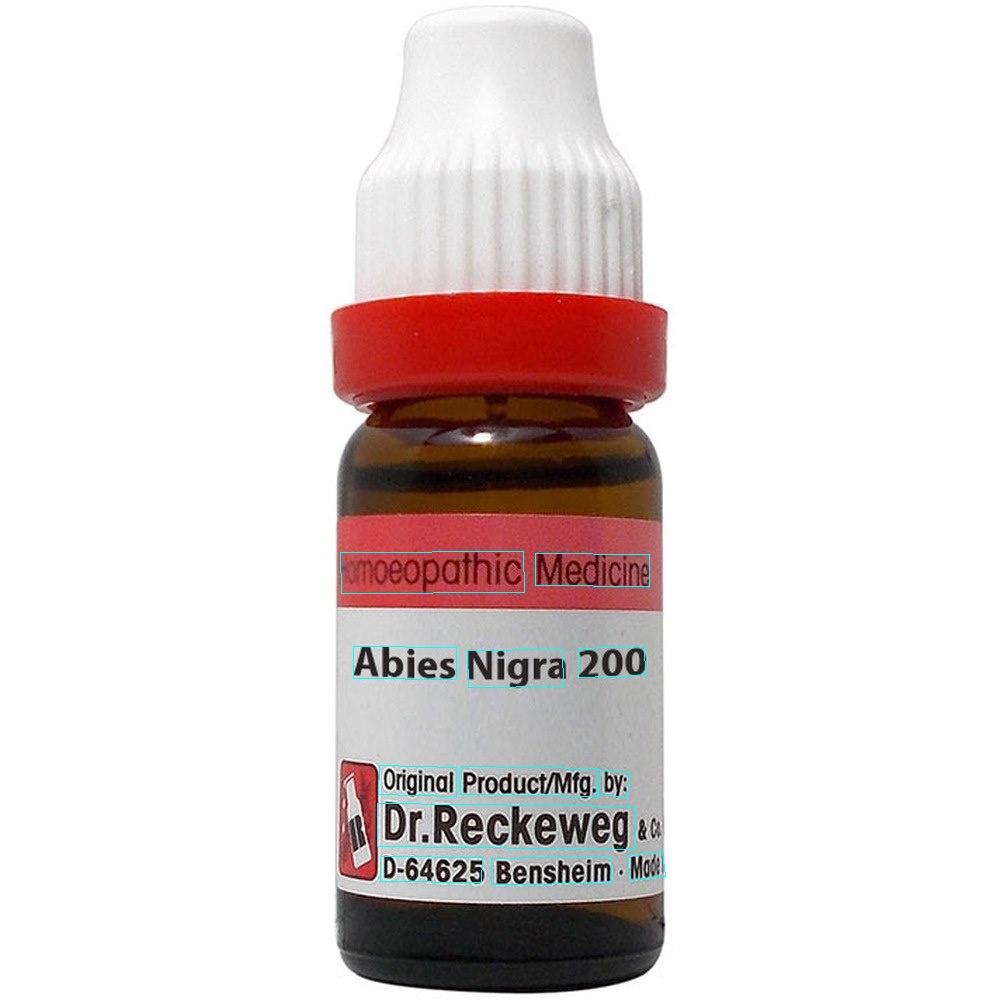 Homoeopathic Medicine
Abies Nigra 200
Original Product/Mfg. by:
Dr.Reckeweg & Co.
D-64625 Bensheim · Made